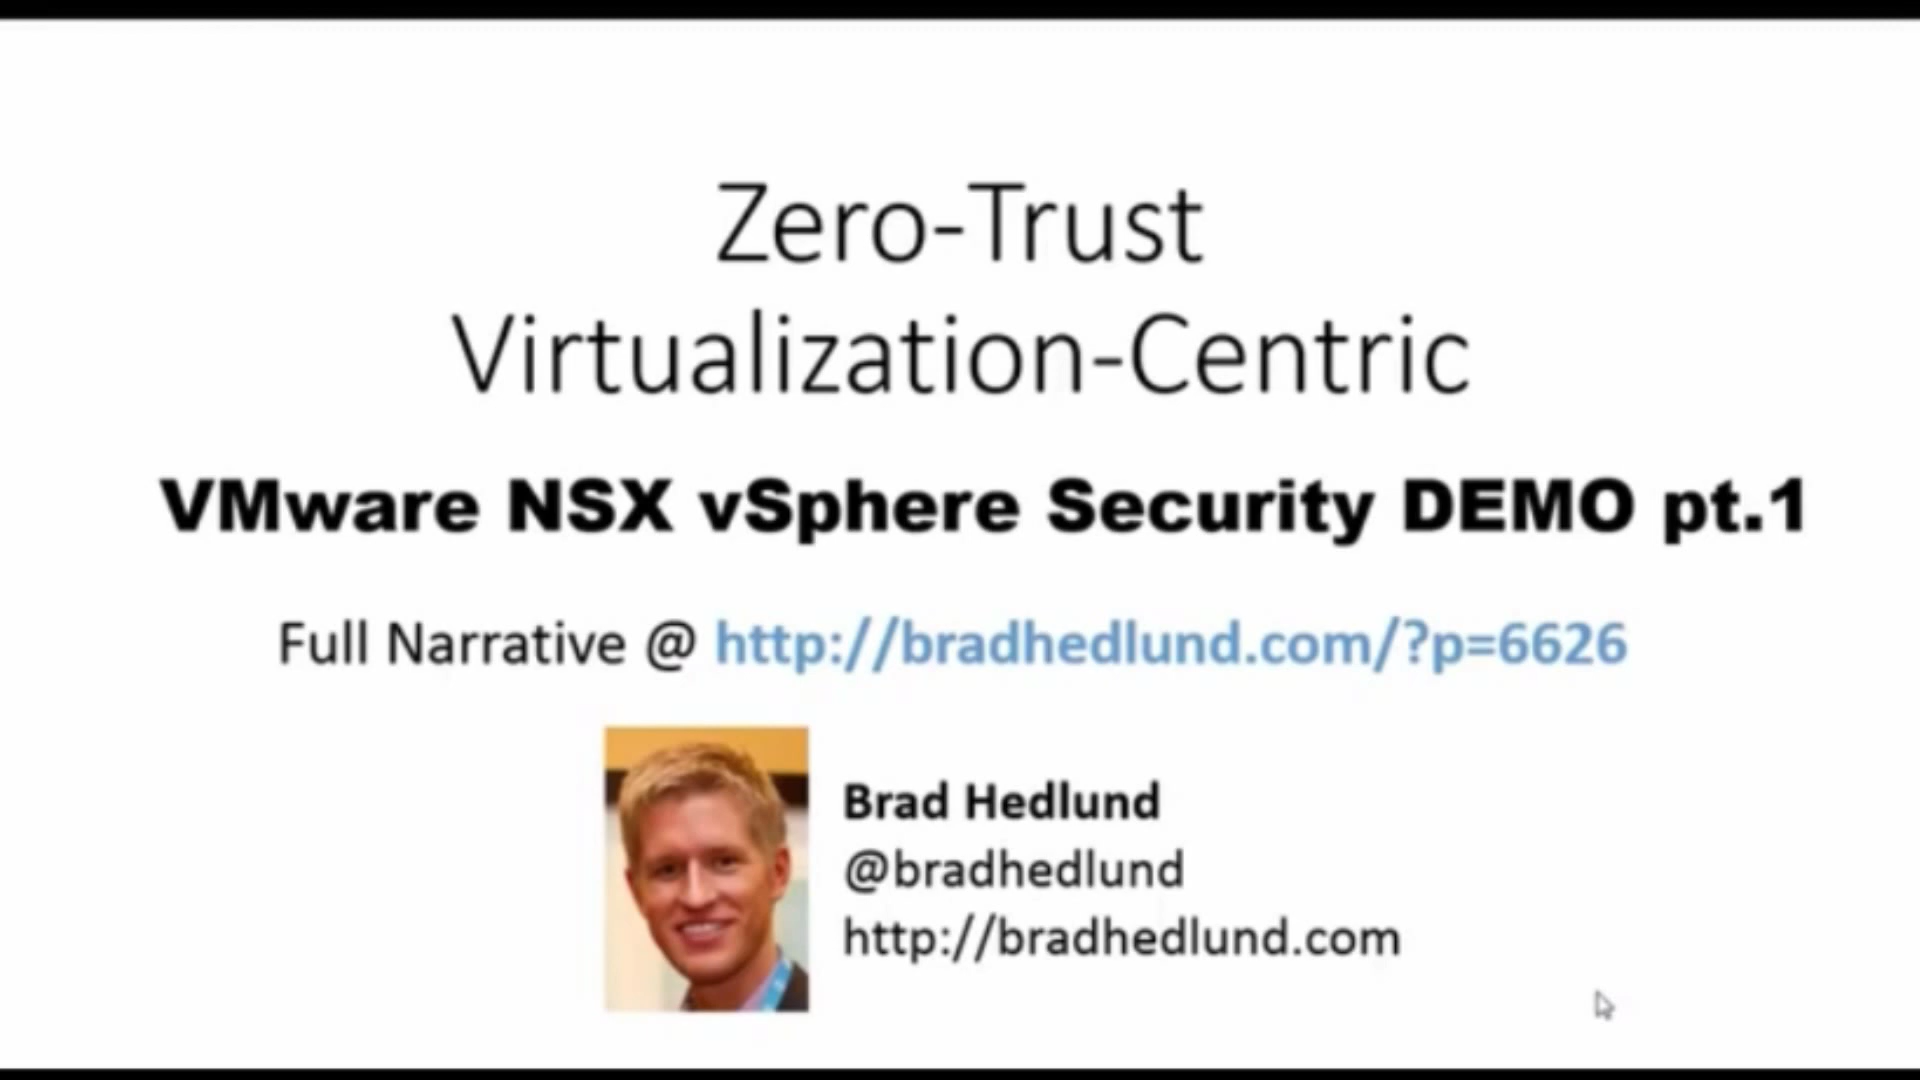 Zero-Trust
Virtualization-Centric
VMware NSX vSphere Security DEMO pt.1
Full Narrative @ http://bradhedlund.com/?p=6626
Brad Hedlund
@bradhedlund
http://bradhedlund.com